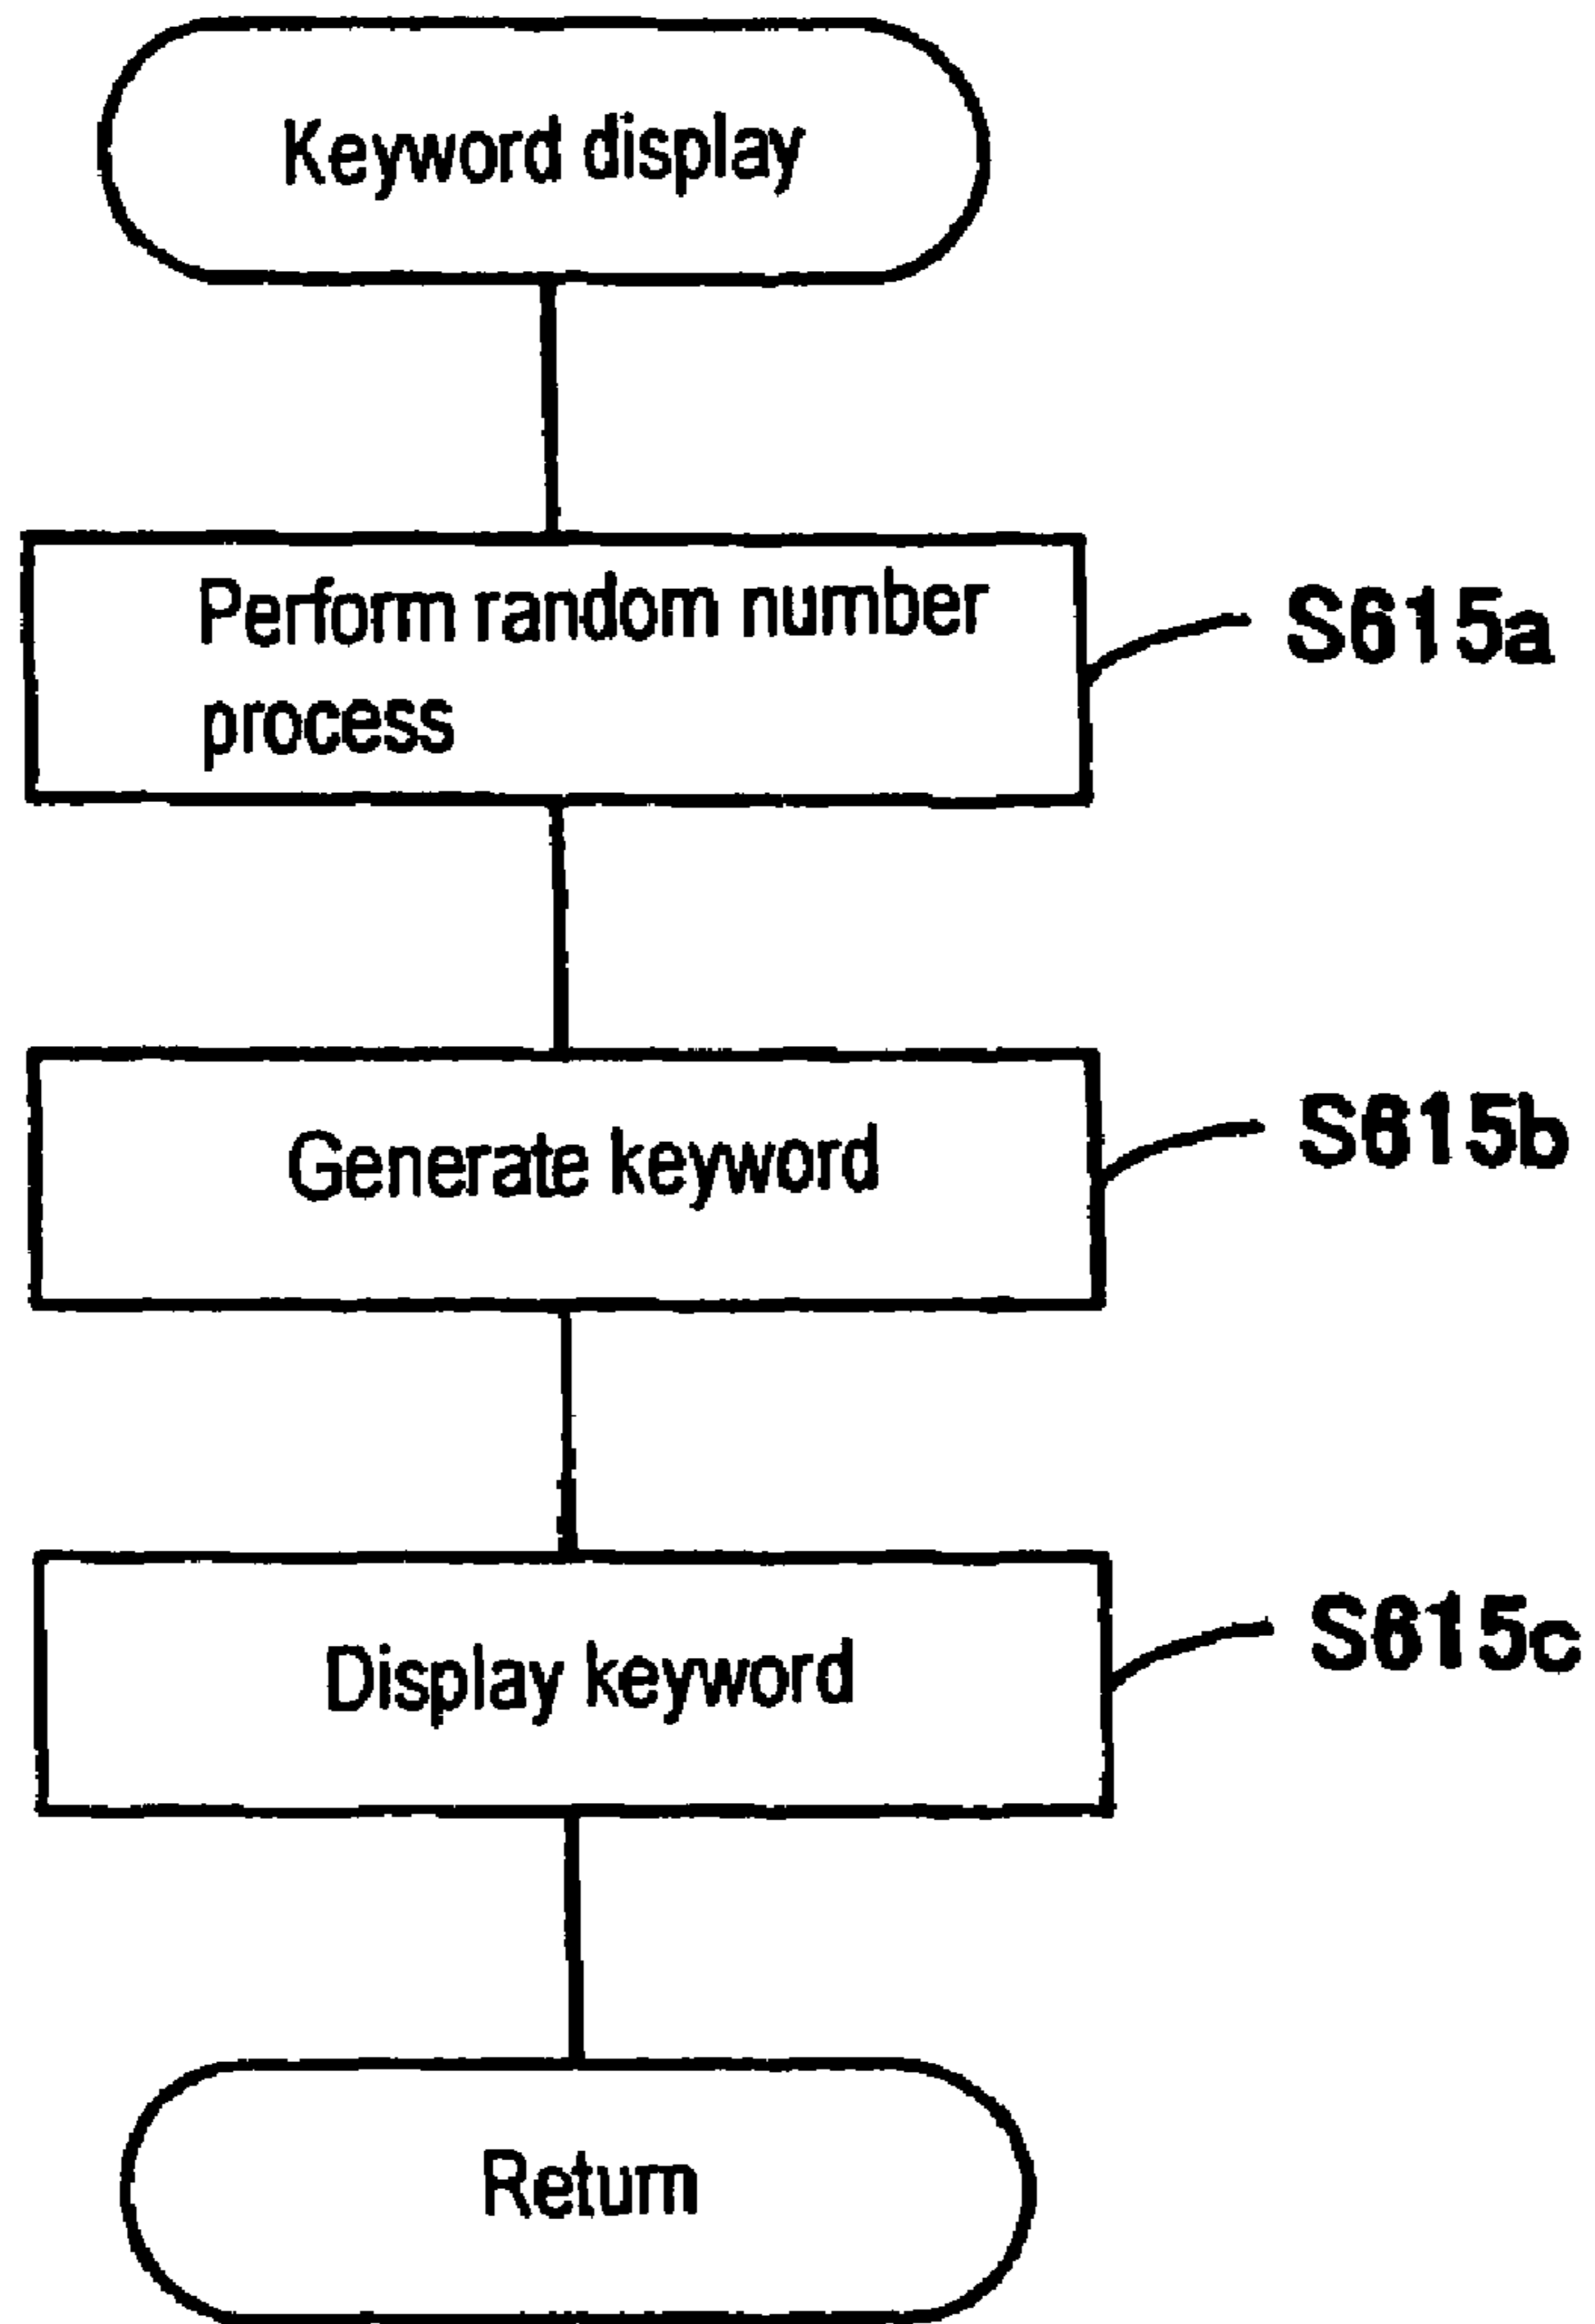 Keyword display
Perform random number
process
S615a
Generate keyword
S615b
Display keyword
S615c
Return